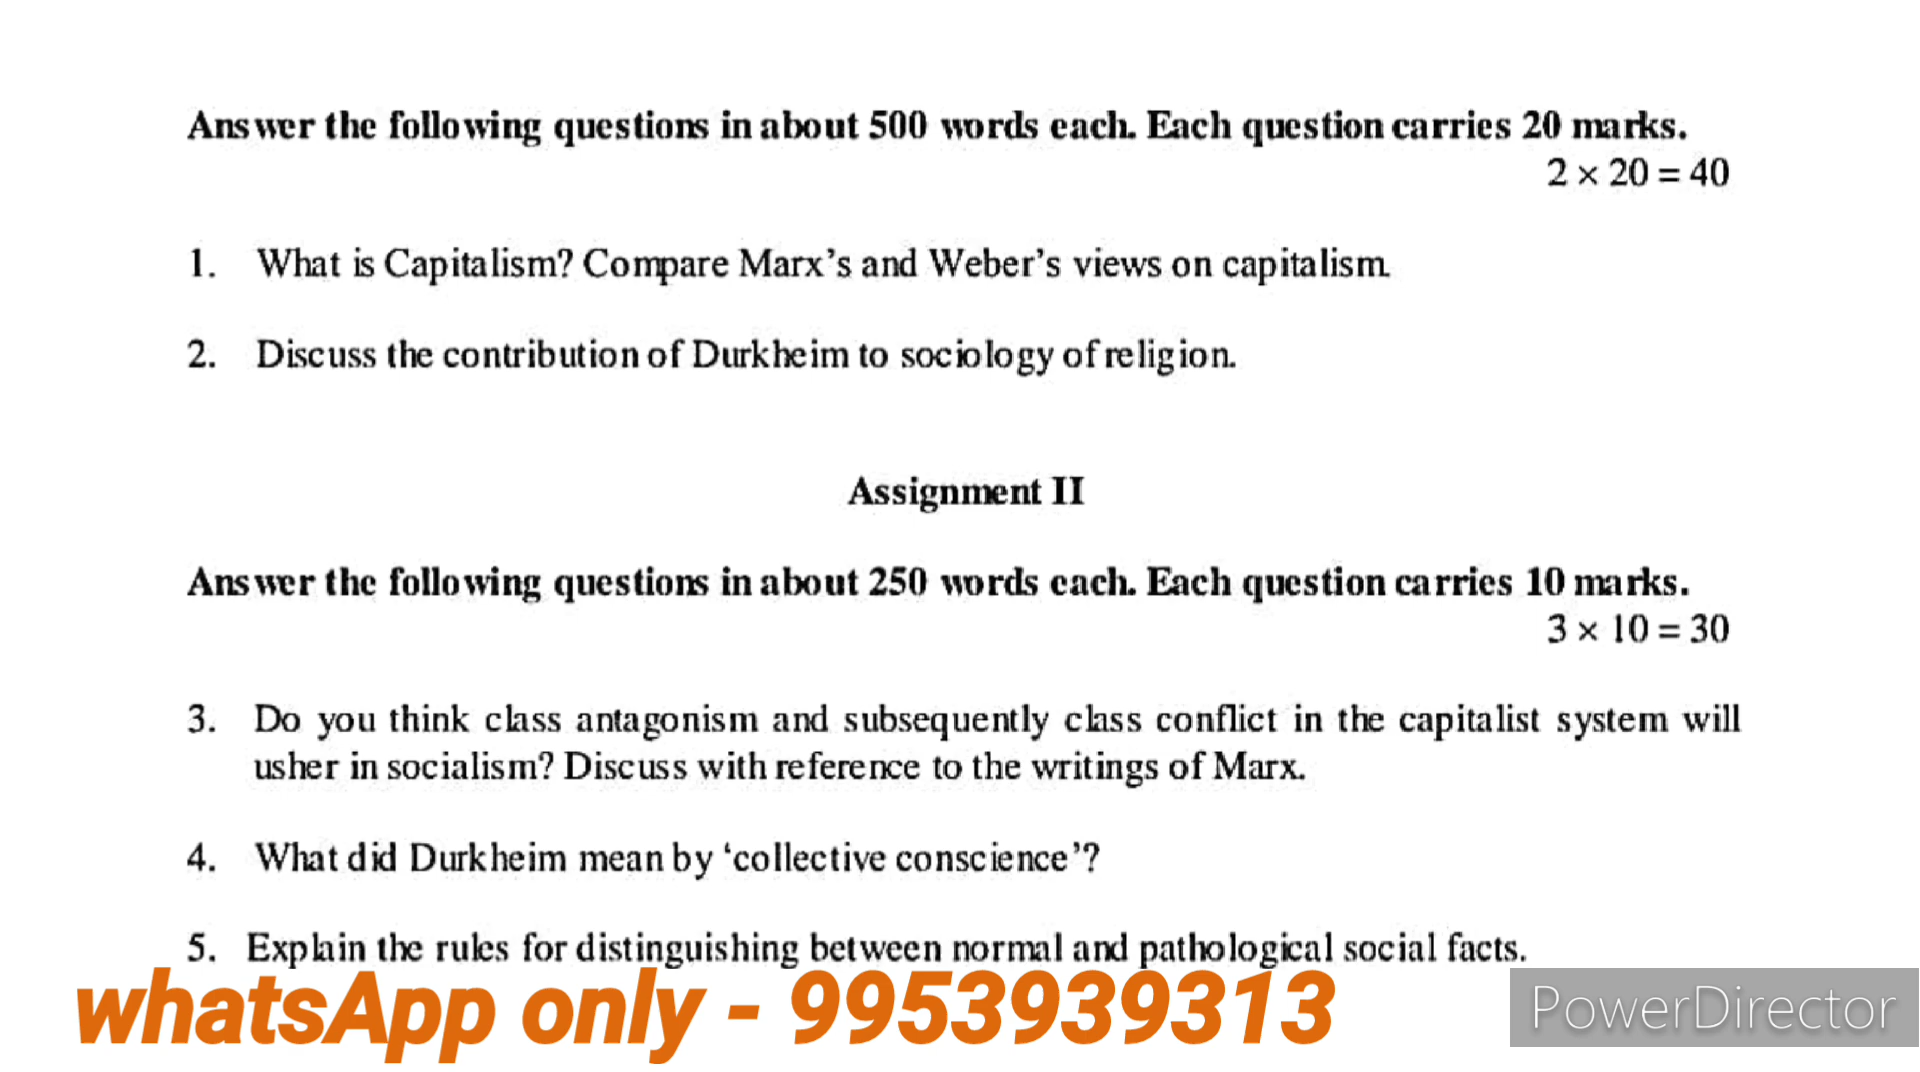 Answer the following questions in about 500 words each. Each question carries 20 marks.
2 × 20 = 40
1. What is Capitalism? Compare Marx's and Weber's views on capitalism.
2. Discuss the contribution of Durkheim to sociology of religion.
Assignment II
Answer the following questions in about 250 words each. Each question carries 10 marks.
3 × 10 = 30
3. Do you think class antagonism and subsequently class conflict in the capitalist system will
usher in socialism? Discuss with reference to the writings of Marx.
4. What did Durkheim mean by ‘collective conscience’?
5. Explain the rules for distinguishing between normal and pathological social facts.
whatsApp only - 9953939313
PowerDirector